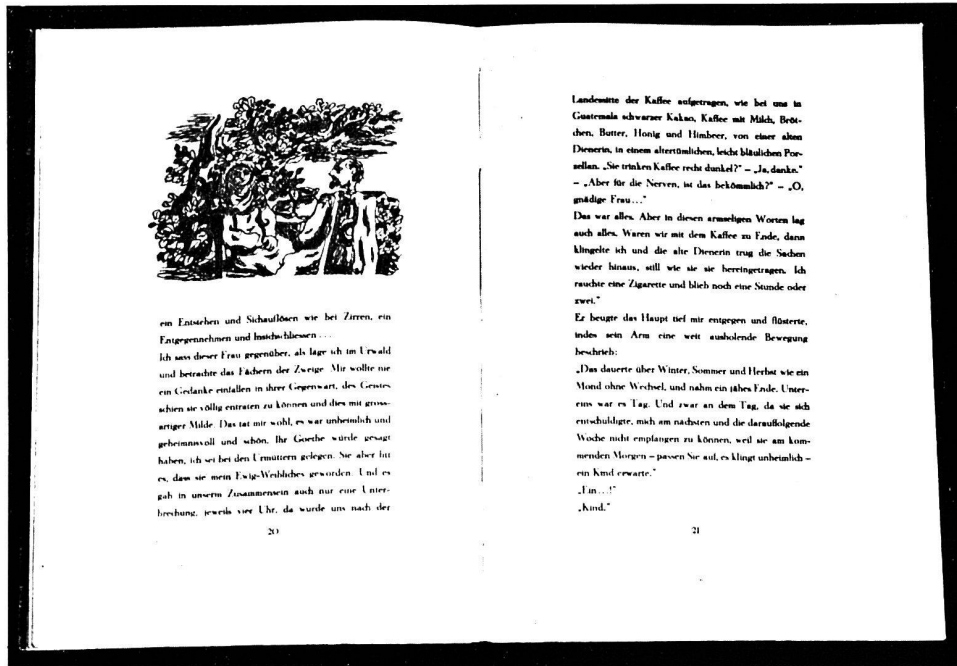 ein Entstehen und Sichauflösen wie bei Zirren, ein
Entgegennehmen und Insichschliessen . . .
Ich sass dieser Frau gegenüber, als läge ich im Urwald
und betrachte das Fächern der Zweige. Mir wollte nie
ein Gedanke einfallen in ihrer Gegenwart, des Geistes
schien sie völlig entraten zu können und dies mit gross-
artiger Milde. Das tat mir wohl, es war unheimlich und
geheimnisvoll und schön. Ihr Goethe würde gesagt
haben, ich sei bei den Urmüttern gelegen. Sie aber litt
es, dass sie mein Ewig-Weibliches geworden. Und es
gab in unserm Zusammensein auch nur eine Unter-
brechung, jeweils vier Uhr, da wurde uns nach der
20
Landessitte der Kaffee aufgetragen, wie bei uns in
Guatemala schwarzer Kakao, Kaffee mit Milch, Bröt-
chen, Butter, Honig und Himbeer, von einer alten
Dienerin, in einem altertümlichen, leicht bläulichen Por-
zellan. „Sie trinken Kaffee recht dunkel?" – „Ja, danke."
– „Aber für die Nerven, ist das bekömmlich?" – „O,
gnädige Frau..."
Das war alles. Aber in diesen armseligen Worten lag
auch alles. Waren wir mit dem Kaffee zu Ende, dann
klingelte ich und die alte Dienerin trug die Sachen
wieder hinaus, still wie sie sie hereingetragen. Ich
rauchte eine Zigarette und blieb noch eine Stunde oder
zwei."
Er beugte das Haupt tief mir entgegen und flüsterte,
indes sein Arm eine weit ausholende Bewegung
beschrieb:
„Das dauerte über Winter, Sommer und Herbst wie ein
Mond ohne Wechsel, und nahm ein jähes Ende. Unter-
eins war es Tag. Und zwar an dem Tag, da sie sich
entschuldigte, mich am nächsten und die darauffolgende
Woche nicht empfangen zu können, weil sie am kom-
menden Morgen – passen Sie auf, es klingt unheimlich –
ein Kind erwarte."
„Ein...!"
„Kind."
21